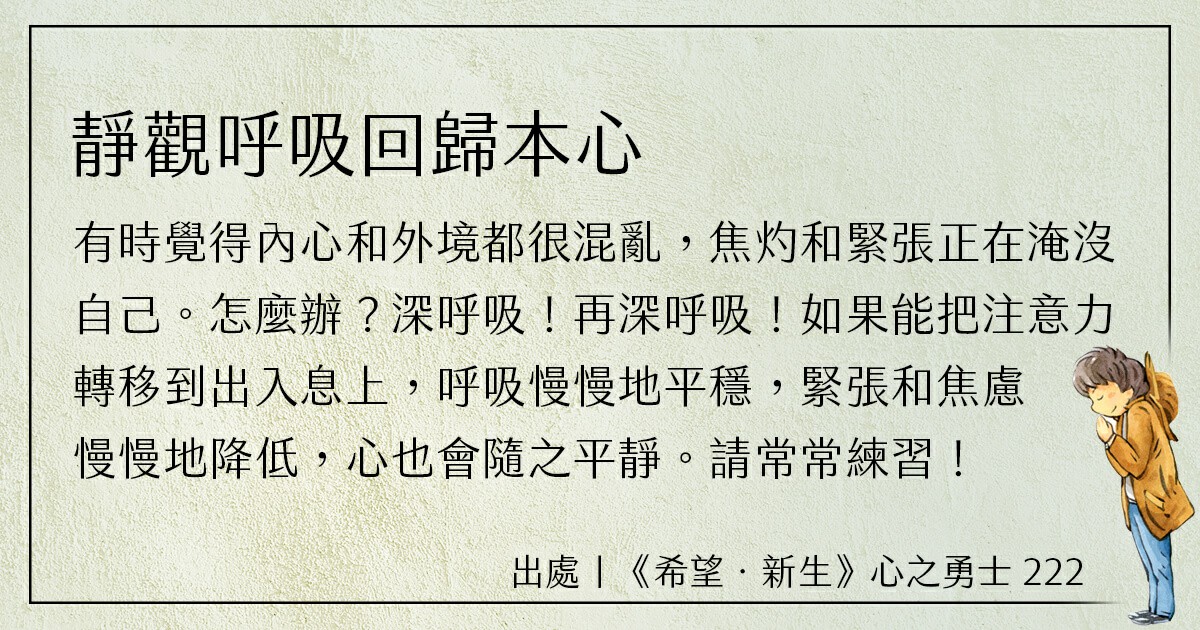 靜觀呼吸回歸本心
有時覺得內心和外境都很混亂，焦灼和緊張正在淹沒
自己。怎麼辦？深呼吸！再深呼吸！如果能把注意力
轉移到出入息上，呼吸慢慢地平穩，緊張和焦慮
慢慢地降低，心也會隨之平靜。請常常練習！
出處丨《希望．新生》心之勇士 222